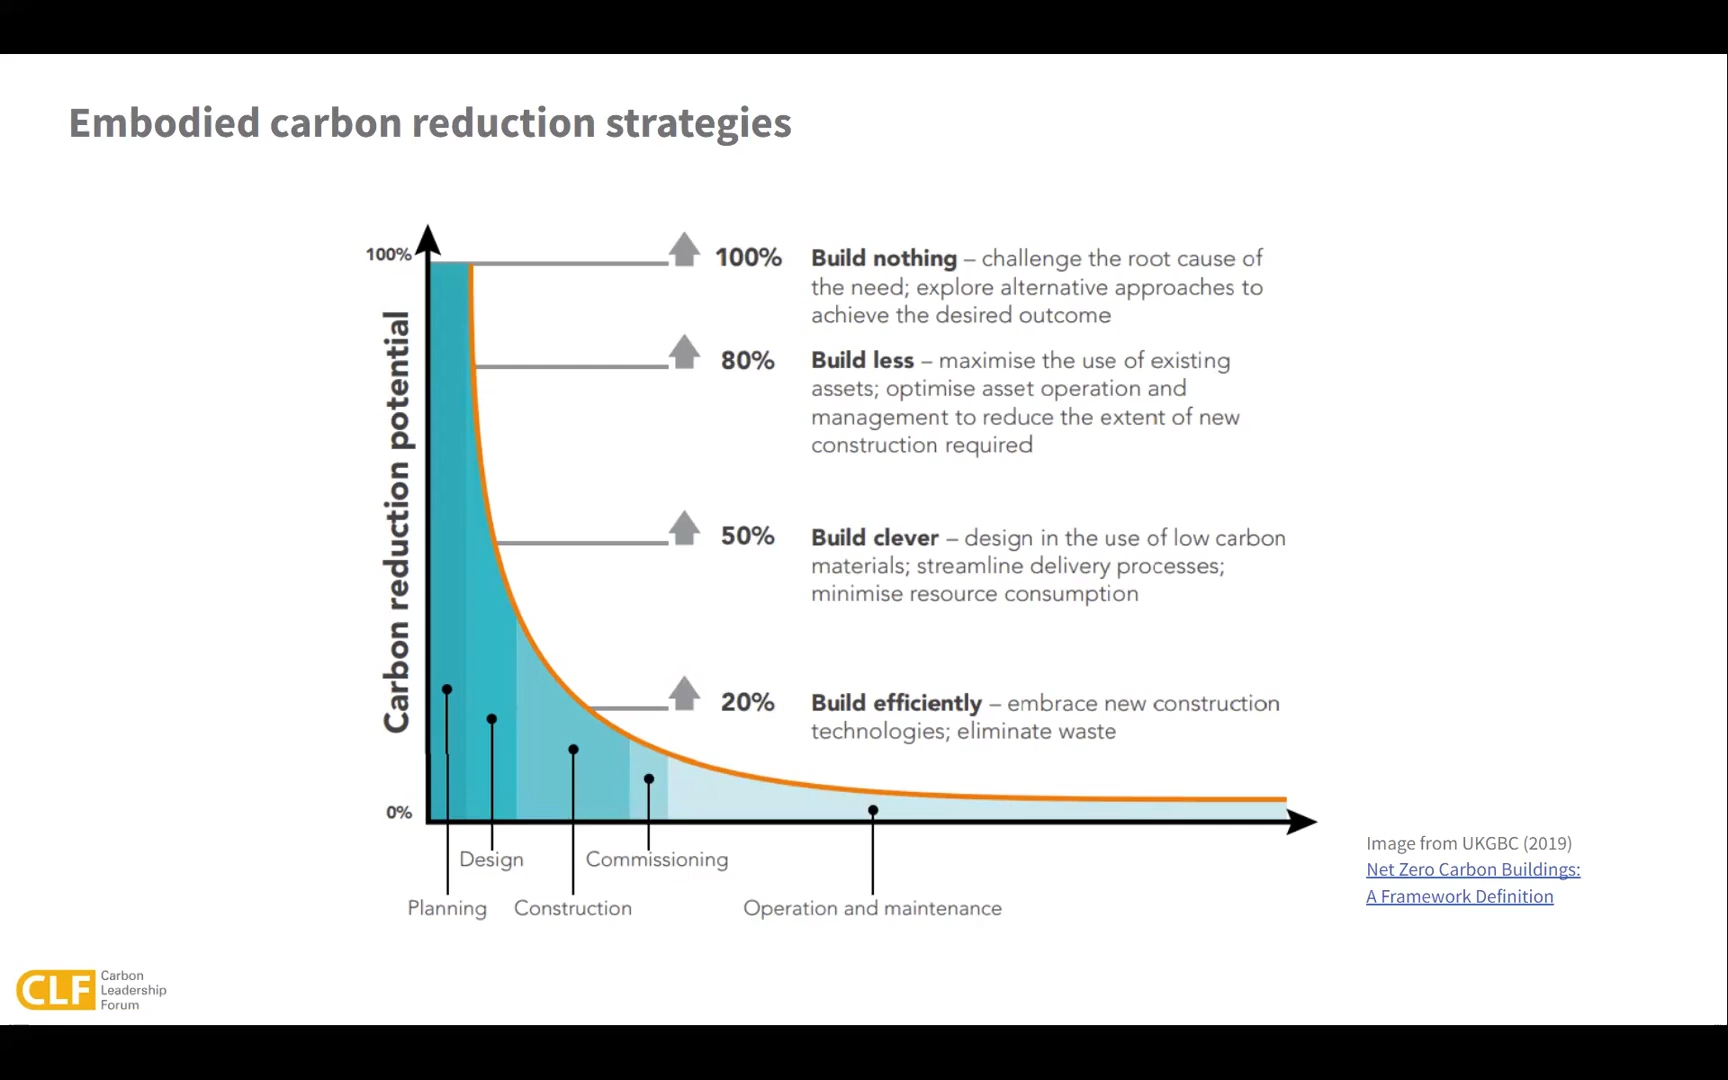 Embodied carbon reduction strategies
100%
100%
Build nothing – challenge the root cause of
the need; explore alternative approaches to
achieve the desired outcome
80%
Build less – maximise the use of existing
assets; optimise asset operation and
management to reduce the extent of new
construction required
Carbon reduction potential
50%
Build clever – design in the use of low carbon
materials; streamline delivery processes;
minimise resource consumption
20%
Build efficiently – embrace new construction
technologies; eliminate waste
0%
Design
Commissioning
Planning
Construction
Operation and maintenance
Image from UKGBC (2019)
Net Zero Carbon Buildings:
A Framework Definition
CLF
Carbon
Leadership
Forum